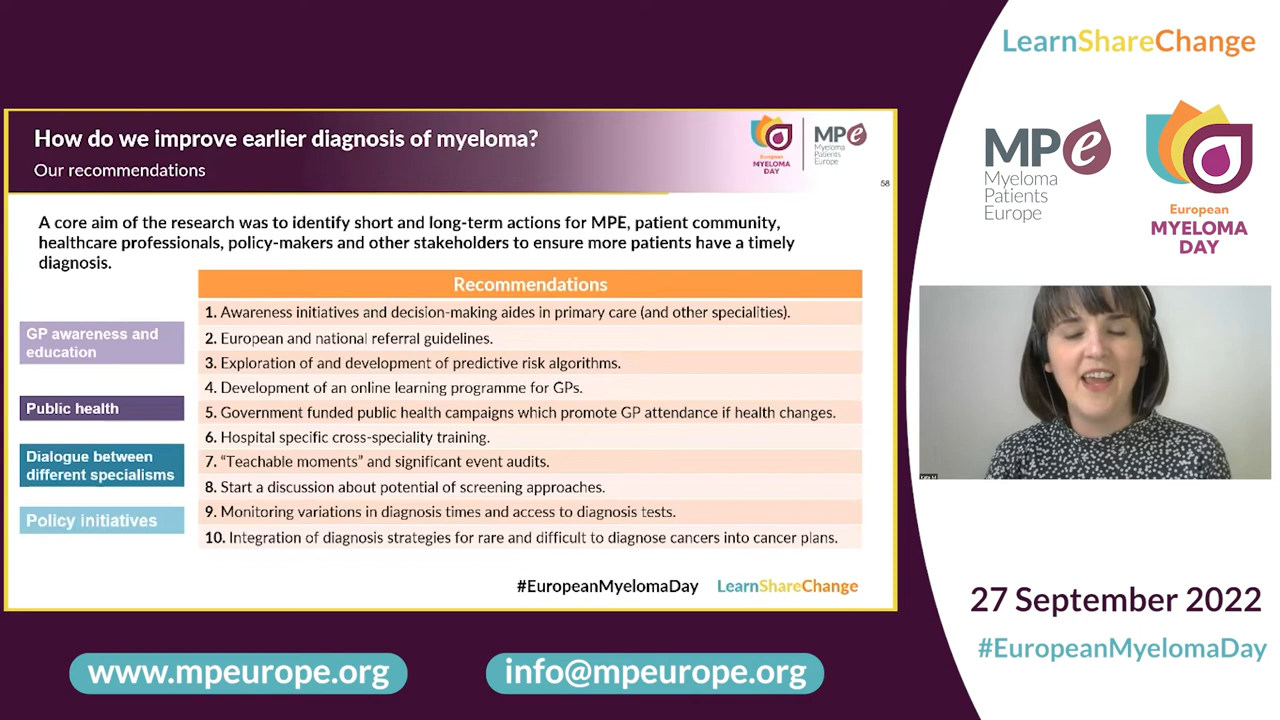 How do we improve earlier diagnosis of myeloma?
Our recommendations
European
MYELOMA
DAY
MPe
Myeloma
Patients
Europe
58
A core aim of the research was to identify short and long-term actions for MPE, patient community,
healthcare professionals, policy-makers and other stakeholders to ensure more patients have a timely
diagnosis.
GP awareness and
education
Public health
Dialogue between
different specialisms
Policy initiatives
Recommendations
1. Awareness initiatives and decision-making aides in primary care (and other specialities).
2. European and national referral guidelines.
3. Exploration of and development of predictive risk algorithms.
4. Development of an online learning programme for GPs.
5. Government funded public health campaigns which promote GP attendance if health changes.
6. Hospital specific cross-speciality training.
7. “Teachable moments” and significant event audits.
8. Start a discussion about potential of screening approaches.
9. Monitoring variations in diagnosis times and access to diagnosis tests.
10. Integration of diagnosis strategies for rare and difficult to diagnose cancers into cancer plans.
#EuropeanMyelomaDay LearnShareChange
www.mpeurope.org
info@mpeurope.org
LearnShareChange
MPe
Myeloma
Patients
Europe
European
MYELOMA
DAY
27 September 2022
#EuropeanMyelomaDay